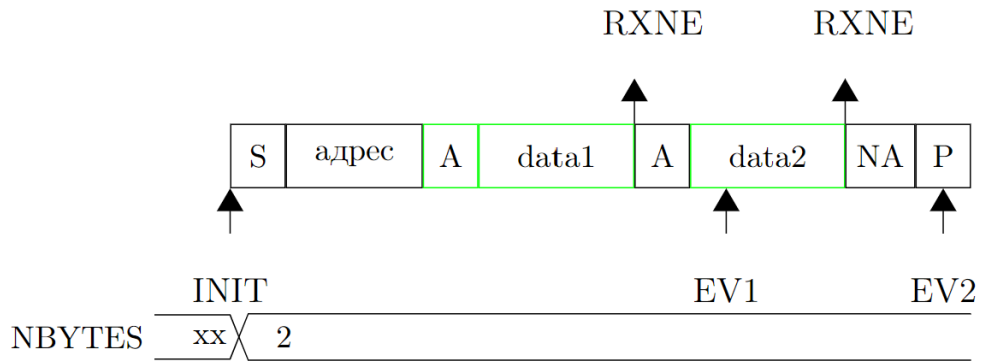 RXNE RXNE
S адрес A data1 A data2 NA P
INIT EV1 EV2
NBYTES xx 2